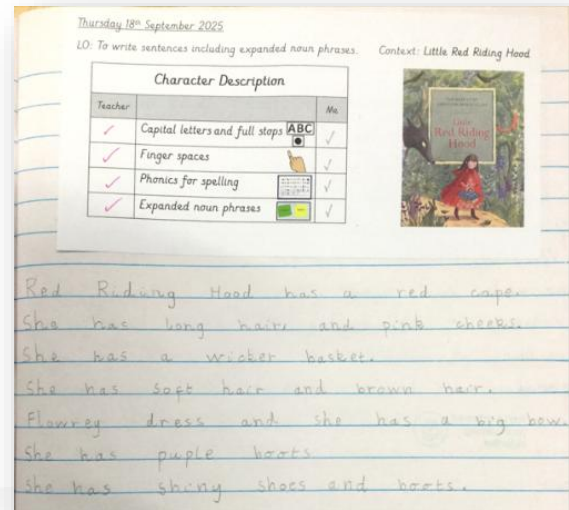 Thursday 18th September 2025
LO: To write sentences including expanded noun phrases. Context: Little Red Riding Hood
Character Description
Teacher Me
Capital letters and full stops ABC
Finger spaces
Phonics for spelling
Expanded noun phrases
Little
Red Riding
Hood
Red Riding Hood has a red cape.
She has long hair, and pink cheeks.
She has a wicker basket.
She has soft hair and brown hair.
Flowrey dress and she has a big bow.
She has puple boots
She has shiny shoes and boots.